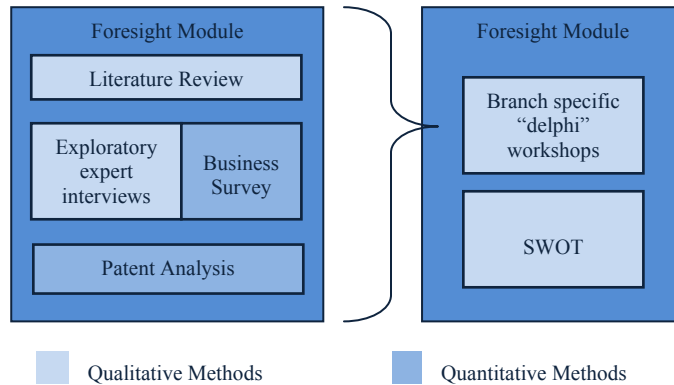 Foresight Module
Literature Review
Exploratory
expert
interviews
Business
Survey
Patent Analysis
Foresight Module
Branch specific
“delphi”
workshops
SWOT
Qualitative Methods
Quantitative Methods